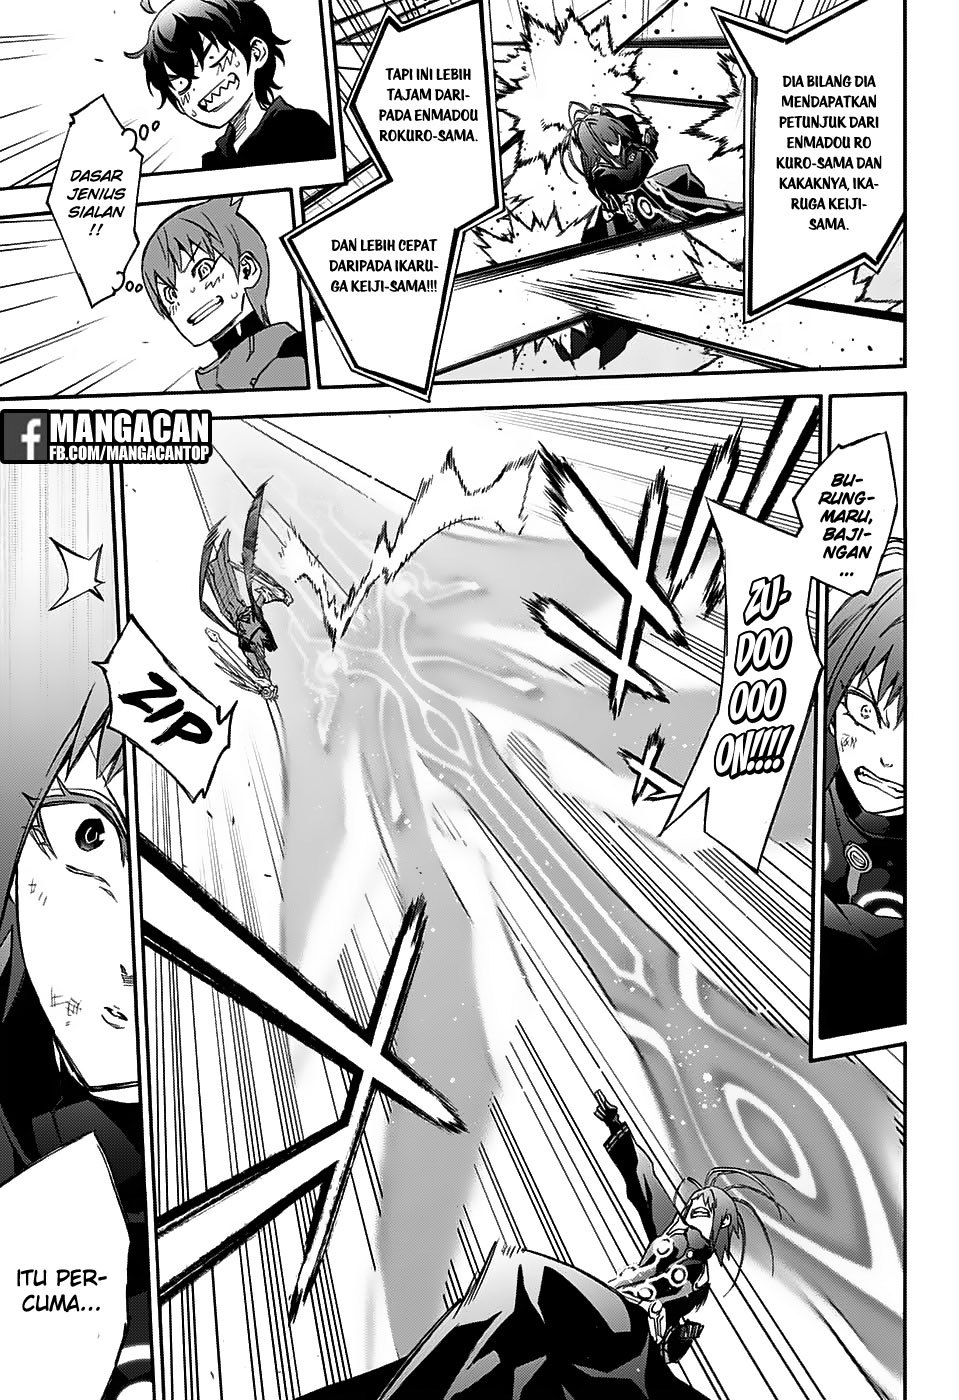 DIA BILANG DIA
MENDAPATKAN
PETUNJUK DARI
ENMADOU RO
KURO-SAMA DAN
KAKAKNYA, IKA-
RUGA KEIJI-
SAMA.
TAPI INI LEBIH
TAJAM DARI-
PADA ENMADOU
ROKURO-SAMA.
DAN LEBIH CEPAT
DARIPADA IKARU-
GA KEIJI-SAMA!!!
DASAR
JENIUS
SIALAN
!!
MANGACAN
FB.COM/MANGACANTOP
BU-
RUNG-
MARU,
BAJI-
NGAN
...
ZU-
DOO
OOO
ON!!!!
ZIP
ITU PER-
CUMA...